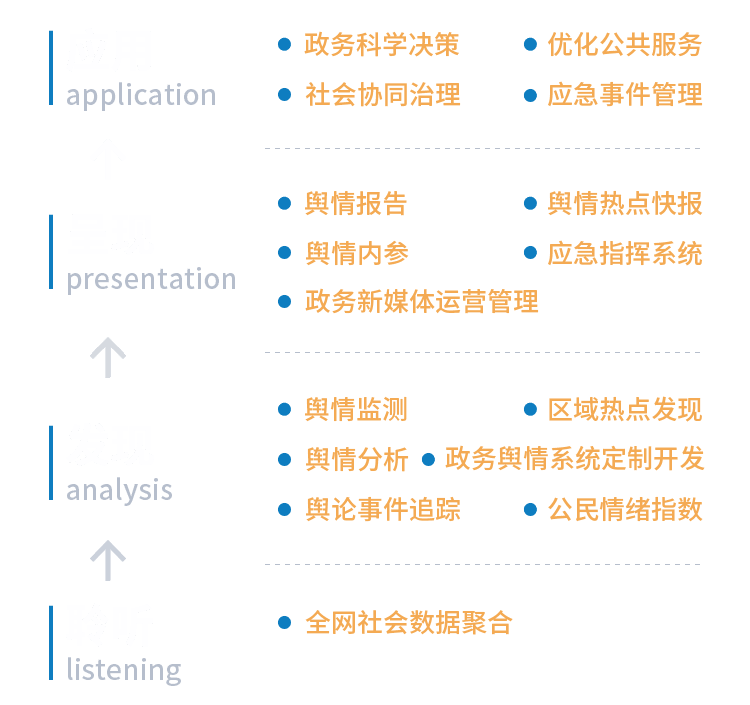 政务科学决策 优化公共服务
application
社会协同治理 应急事件管理
舆情报告 舆情热点快报
presentation
舆情内参 应急指挥系统
政务新媒体运营管理
舆情监测 区域热点发现
analysis
舆情分析 政务舆情系统定制开发
舆论事件追踪 公民情绪指数
全网社会数据聚合
listening